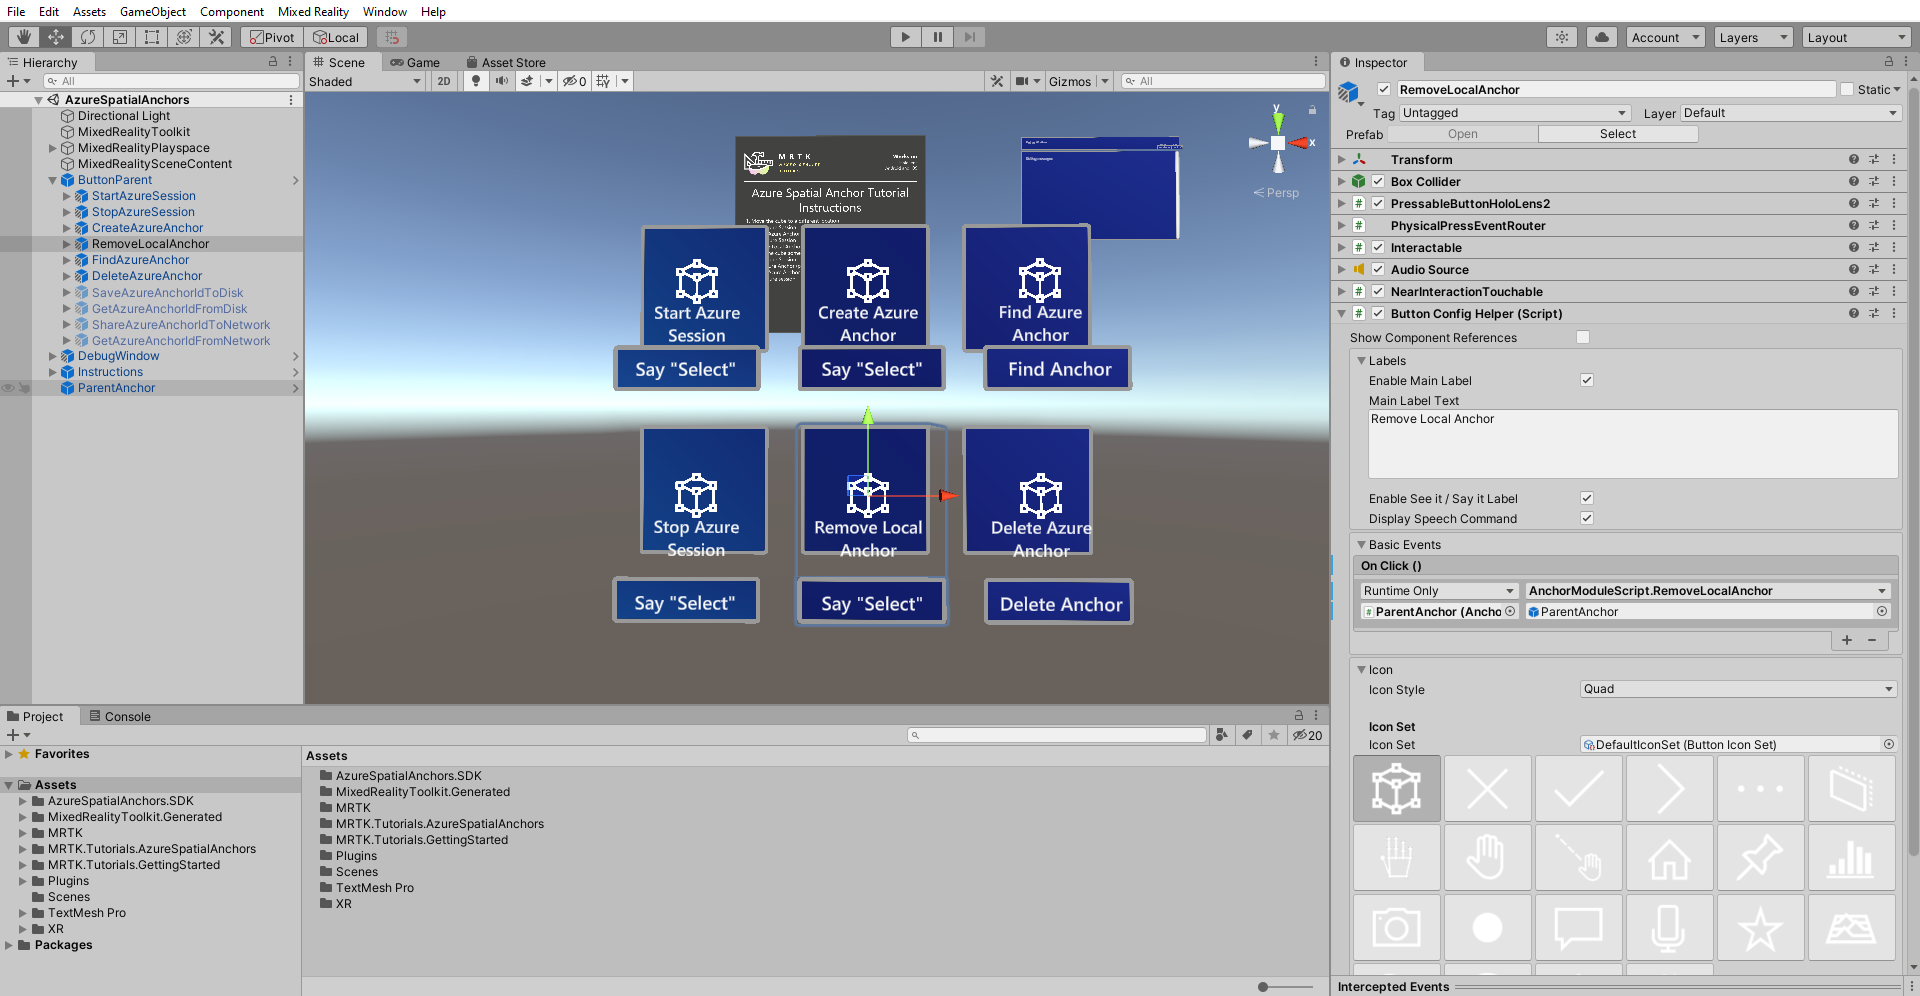 File Edit Assets GameObject Component Mixed Reality Window Help
Pivot Local Account Layers Layout
Hierarchy
All
AzureSpatialAnchors
Directional Light
MixedRealityToolkit
MixedRealityPlayspace
MixedRealitySceneContent
ButtonParent
StartAzureSession
StopAzureSession
CreateAzureAnchor
RemoveLocalAnchor
FindAzureAnchor
DeleteAzureAnchor
SaveAzureAnchorIdToDisk
GetAzureAnchorIdFromDisk
ShareAzureAnchorIdToNetwork
GetAzureAnchorIdFromNetwork
DebugWindow
Instructions
ParentAnchor
Scene Game Asset Store
Shaded 2D 0 Gizmos All
y
x
Persp
MRTK
Azure Spatial Anchor Tutorial
Instructions
1. Move the cube to a different location
Start Azure
Session
Create Azure
Anchor
Find Azure
Anchor
Say "Select"
Say "Select"
Find Anchor
Stop Azure
Session
Remove Local
Anchor
Delete Azure
Anchor
Say "Select"
Say "Select"
Delete Anchor
Inspector
RemoveLocalAnchor Static
Tag Untagged Layer Default
Prefab Open Select
Transform
Box Collider
PressableButtonHoloLens2
PhysicalPressEventRouter
Interactable
Audio Source
NearInteractionTouchable
Button Config Helper (Script)
Show Component References
Labels
Enable Main Label
Main Label Text
Remove Local Anchor
Enable See it / Say it Label
Display Speech Command
Basic Events
On Click ()
Runtime Only AnchorModuleScript.RemoveLocalAnchor
ParentAnchor (Ancho ParentAnchor
Icon
Icon Style Quad
Icon Set
Icon Set DefaultIconSet (Button Icon Set)
Intercepted Events
Project Console
20
Favorites
Assets
AzureSpatialAnchors.SDK
MixedRealityToolkit.Generated
MRTK
MRTK.Tutorials.AzureSpatialAnchors
MRTK.Tutorials.GettingStarted
Plugins
Scenes
TextMesh Pro
XR
Packages
Assets
AzureSpatialAnchors.SDK
MixedRealityToolkit.Generated
MRTK
MRTK.Tutorials.AzureSpatialAnchors
MRTK.Tutorials.GettingStarted
Plugins
Scenes
TextMesh Pro
XR